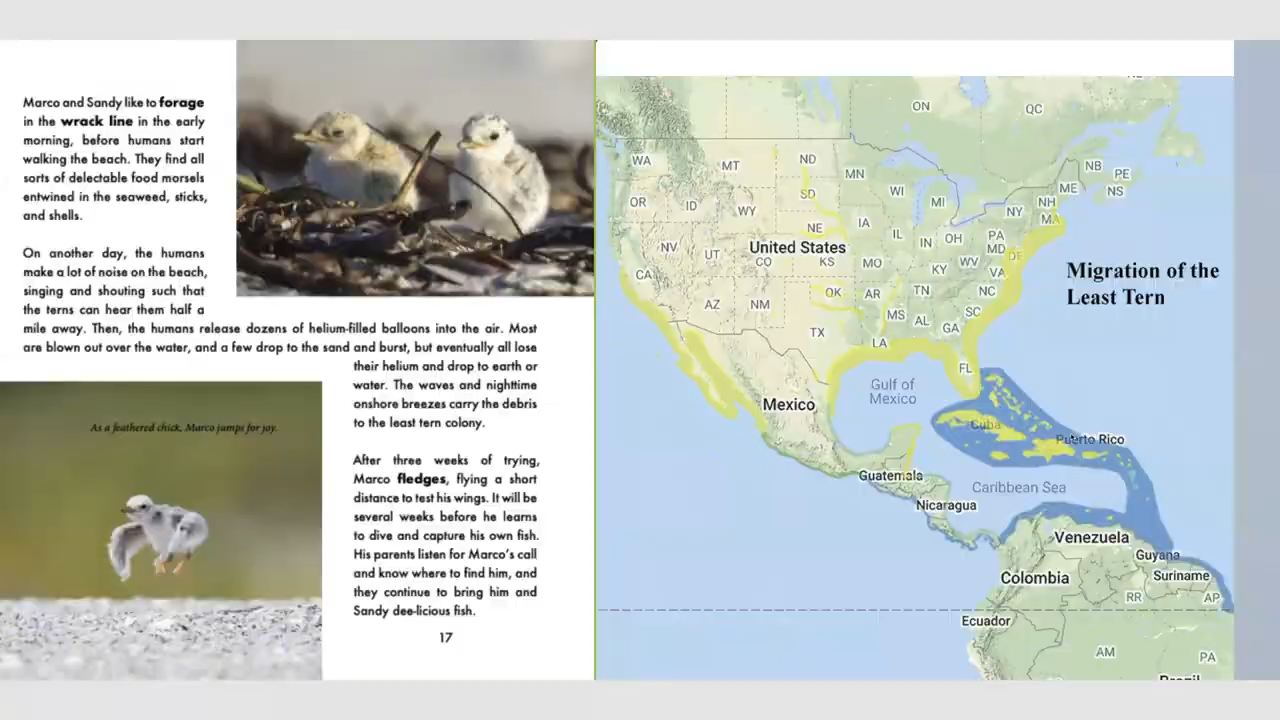 Marco and Sandy like to forage
in the wrack line in the early
morning, before humans start
walking the beach. They find all
sorts of delectable food morsels
entwined in the seaweed, sticks,
and shells.
On another day, the humans
make a lot of noise on the beach,
singing and shouting such that
the terns can hear them half a
mile away. Then, the humans release dozens of helium-filled balloons into the air. Most
are blown out over the water, and a few drop to the sand and burst, but eventually all lose
their helium and drop to earth or
water. The waves and nighttime
onshore breezes carry the debris
to the least tern colony.
As a feathered chick, Marco jumps for joy.
After three weeks of trying,
Marco fledges, flying a short
distance to test his wings. It will be
several weeks before he learns
to dive and capture his own fish.
His parents listen for Marco's call
and know where to find him, and
they continue to bring him and
Sandy dee-licious fish.
17
Migration of the
Least Tern
ON
QC
WA
MT
ND
MN
NB
PE
OR
ID
SD
WI
MI
ME
NS
WY
NH
NY
MA
NE
IA
NV
UT
United States
CO
KS
IL
IN
OH
PA
MD
DE
CA
MO
KY
WV
VA
AZ
NM
OK
AR
TN
NC
TX
MS
AL
GA
SC
LA
FL
Gulf of
Mexico
Mexico
Cuba
Puerto Rico
Guatemala
Caribbean Sea
Nicaragua
Venezuela
Guyana
Colombia
Suriname
RR
AP
Ecuador
AM
PA
Brazil